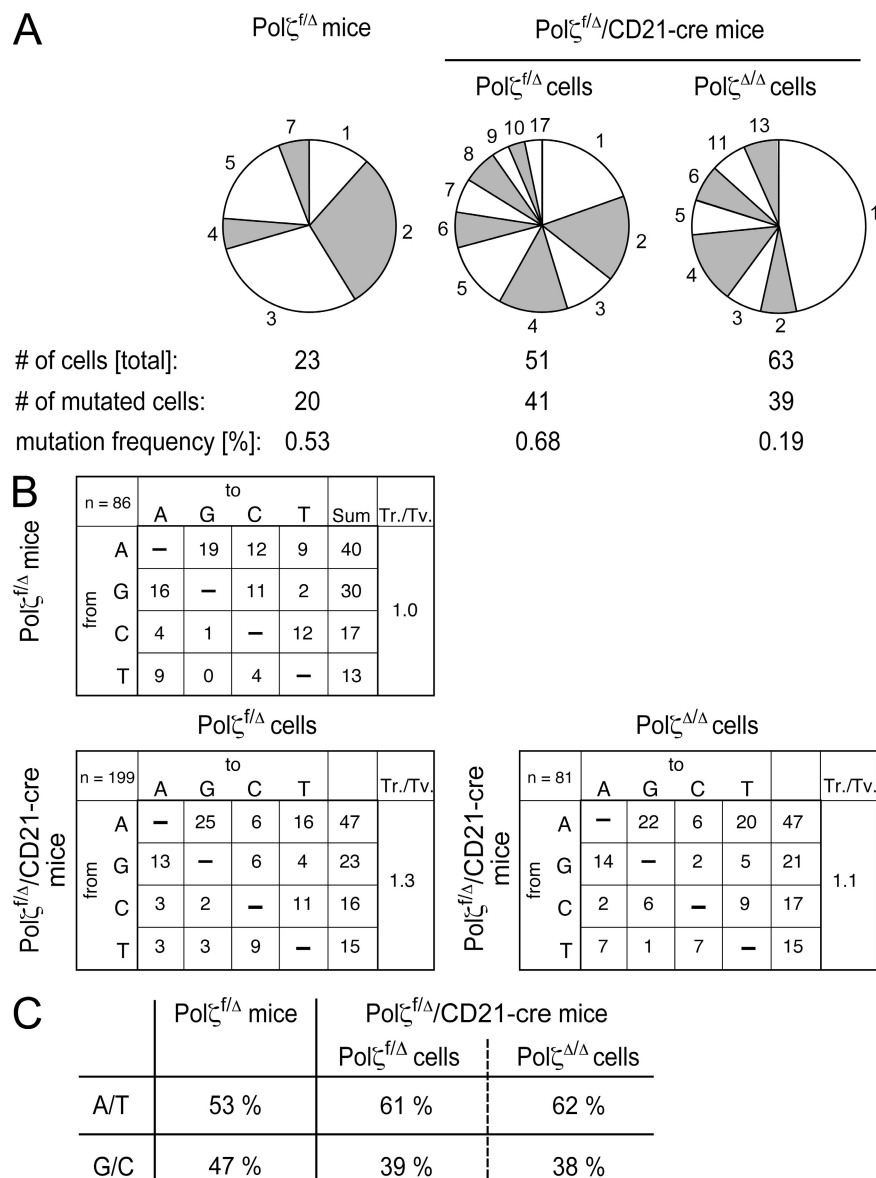 A
Polζf/Δ mice
Polζf/Δ/CD21-cre mice
Polζf/Δ cells
PolζΔ/Δ cells
7 1 2 3 4 5
17 1 2 3 4 5 6 7 8 9 10
13 1 2 3 4 5 6 11
# of cells [total]: 23 51 63
# of mutated cells: 20 41 39
mutation frequency [%]: 0.53 0.68 0.19
B
Polζf/Δ mice
n = 86 to
A G C T Sum Tr./Tv.
from
A – 19 12 9 40
G 16 – 11 2 30
1.0
C 4 1 – 12 17
T 9 0 4 – 13
Polζf/Δ cells
Polζf/Δ/CD21-cre mice
n = 199 to
A G C T Tr./Tv.
from
A – 25 6 16 47
G 13 – 6 4 23
1.3
C 3 2 – 11 16
T 3 3 9 – 15
PolζΔ/Δ cells
Polζf/Δ/CD21-cre mice
n = 81 to
A G C T Tr./Tv.
from
A – 22 6 20 47
G 14 – 2 5 21
1.1
C 2 6 – 9 17
T 7 1 7 – 15
C
Polζf/Δ mice Polζf/Δ/CD21-cre mice
Polζf/Δ cells PolζΔ/Δ cells
A/T 53 % 61 % 62 %
G/C 47 % 39 % 38 %